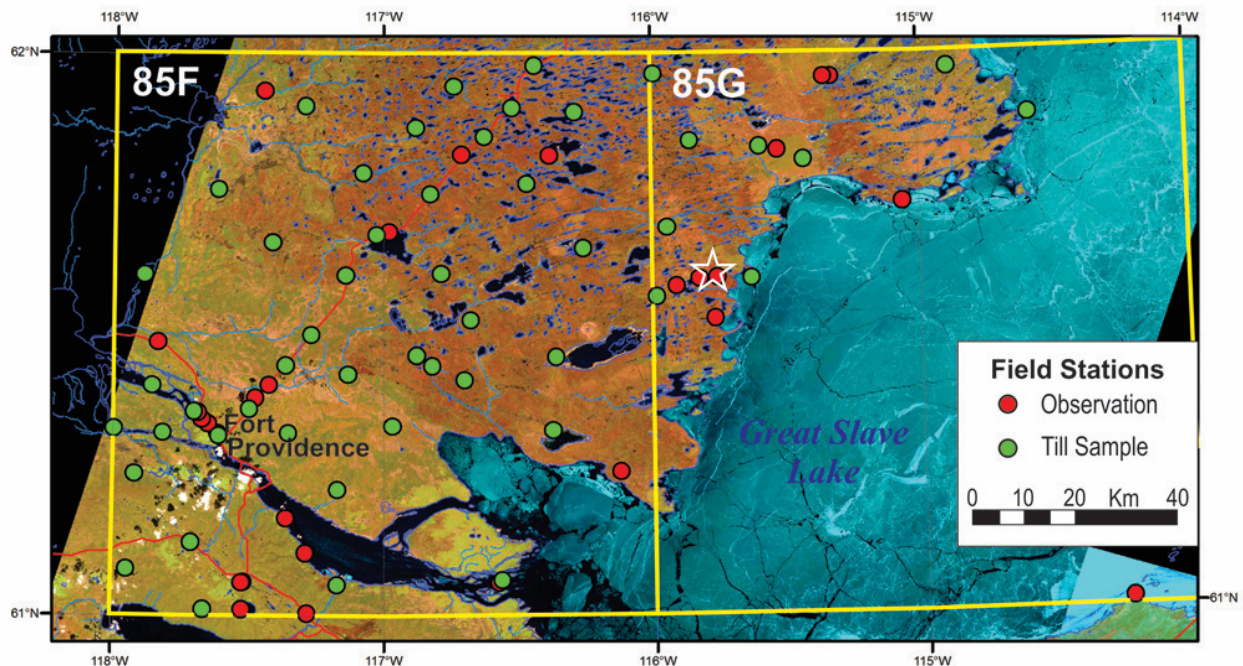 118°W 117°W 116°W 115°W 114°W
62°N
62°N
85F
85G
Field Stations
Observation
Till Sample
0 10 20 Km 40
Fort
Providence
Great Slave
Lake
61°N
61°N
118°W 117°W 116°W 115°W